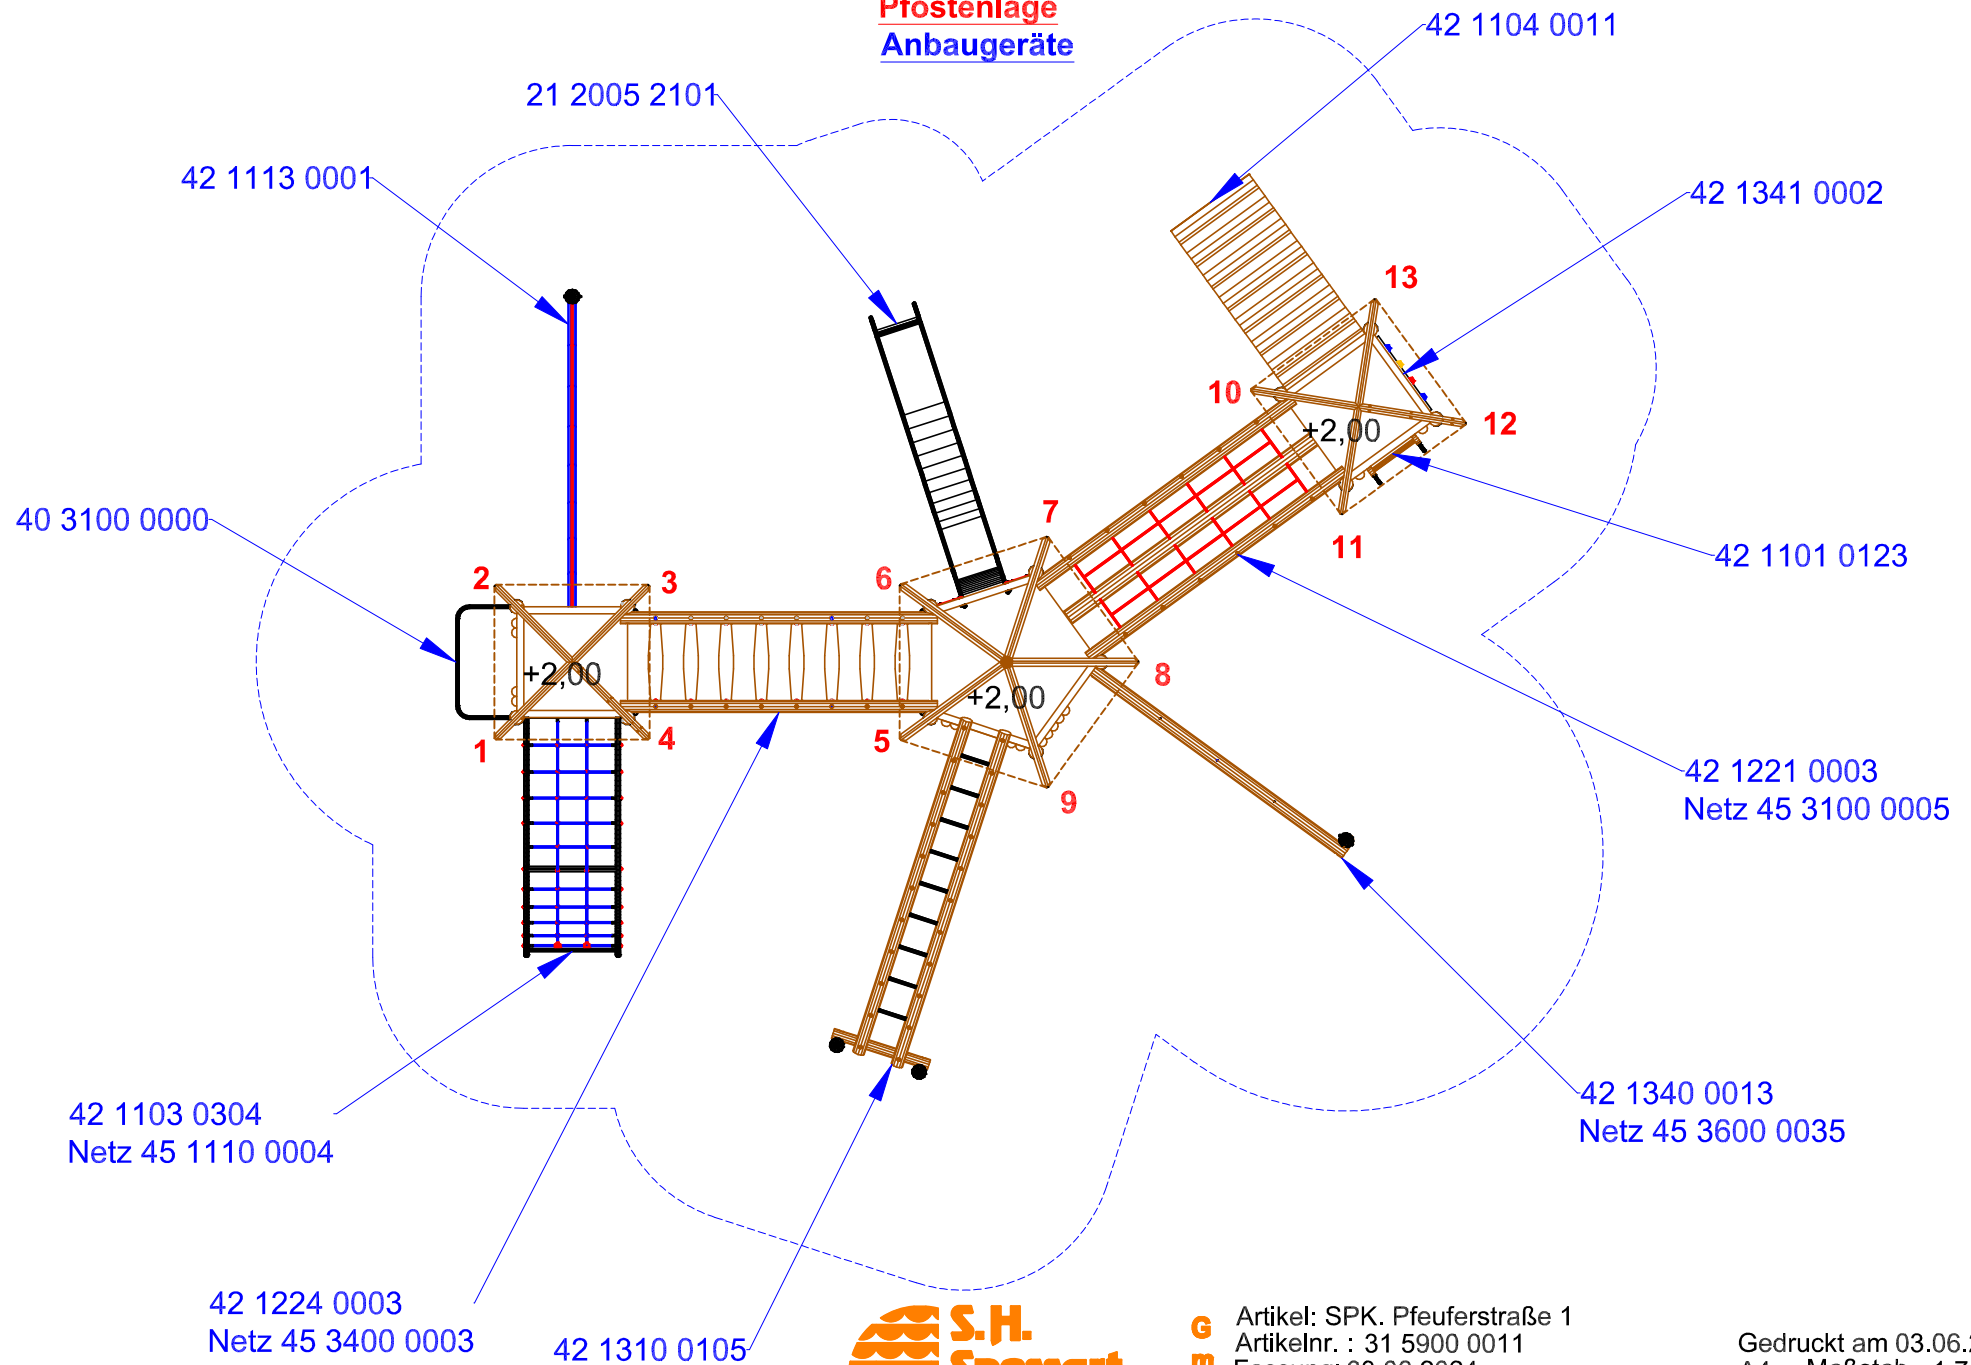 Pfostenlage
Anbaugeräte
42 1104 0011
21 2005 2101
42 1113 0001
42 1341 0002
13
10
12
+2,00
40 3100 0000
7
11
42 1101 0123
2
3
6
+2,00
8
+2,00
1
4
5
9
42 1221 0003
Netz 45 3100 0005
42 1103 0304
Netz 45 1110 0004
42 1340 0013
Netz 45 3600 0035
42 1224 0003
Netz 45 3400 0003
42 1310 0105
S.H.
G
Artikel: SPK. Pfeuferstraße 1
Artikelnr. : 31 5900 0011
Gedruckt am 03.06.